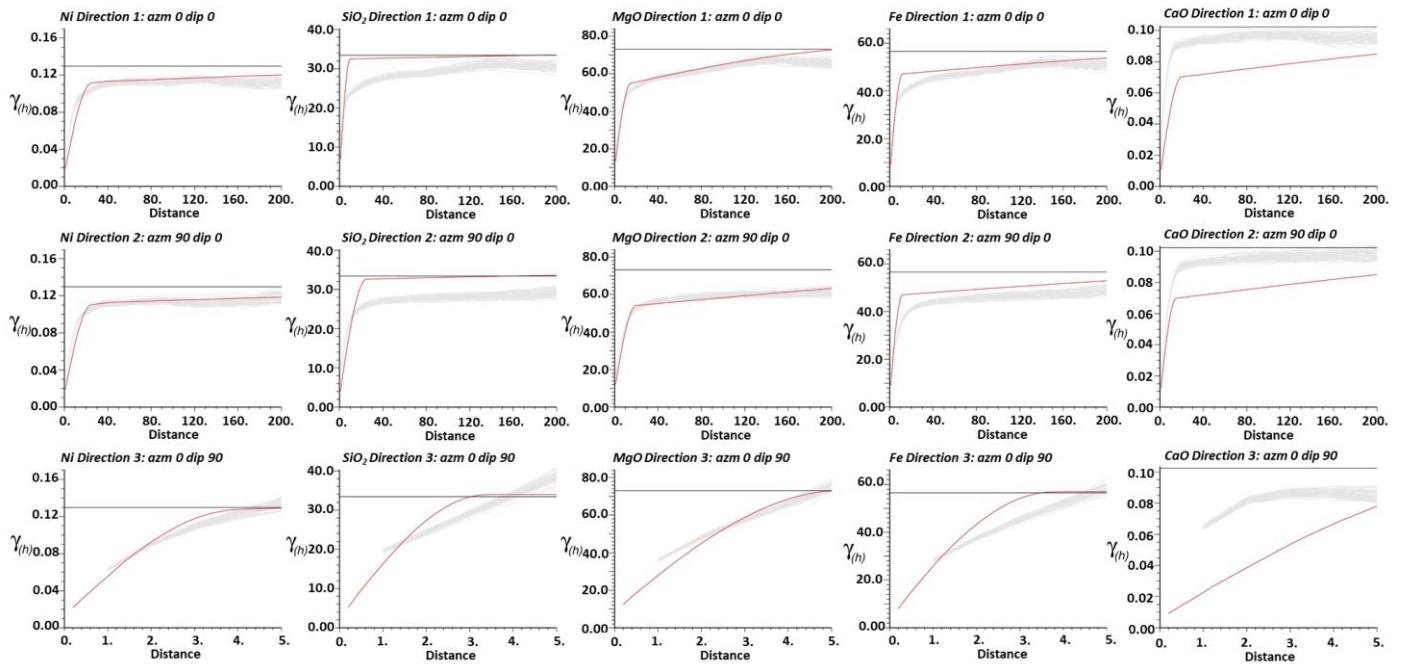 Ni Direction 1: azm 0 dip 0
0.16
0.12
γ(h)
0.08
0.04
0.00
0. 40. 80. 120. 160. 200.
Distance
SiO2 Direction 1: azm 0 dip 0
40.0
30.0
γ(h)
20.0
10.0
0.00
0. 40. 80. 120. 160. 200.
Distance
MgO Direction 1: azm 0 dip 0
80.0
60.0
γ(h)
40.0
20.0
0.00
0. 40. 80. 120. 160. 200.
Distance
Fe Direction 1: azm 0 dip 0
60.0
40.0
γ(h)
20.0
0.00
0. 40. 80. 120. 160. 200.
Distance
CaO Direction 1: azm 0 dip 0
0.10
0.08
0.06
γ(h)
0.04
0.02
0.00
0. 40. 80. 120. 160. 200.
Distance
Ni Direction 2: azm 90 dip 0
0.16
0.12
γ(h)
0.08
0.04
0.00
0. 40. 80. 120. 160. 200.
Distance
SiO2 Direction 2: azm 90 dip 0
40.0
30.0
γ(h)
20.0
10.0
0.00
0. 40. 80. 120. 160. 200.
Distance
MgO Direction 2: azm 90 dip 0
80.0
60.0
γ(h)
40.0
20.0
0.00
0. 40. 80. 120. 160. 200.
Distance
Fe Direction 2: azm 90 dip 0
60.0
40.0
γ(h)
20.0
0.00
0. 40. 80. 120. 160. 200.
Distance
CaO Direction 2: azm 90 dip 0
0.10
0.08
0.06
γ(h)
0.04
0.02
0.00
0. 40. 80. 120. 160. 200.
Distance
Ni Direction 3: azm 0 dip 90
0.16
0.12
γ(h)
0.08
0.04
0.00
0. 1. 2. 3. 4. 5.
Distance
SiO2 Direction 3: azm 0 dip 90
40.0
30.0
γ(h)
20.0
10.0
0.00
0. 1. 2. 3. 4. 5.
Distance
MgO Direction 3: azm 0 dip 90
80.0
60.0
γ(h)
40.0
20.0
0.00
0. 1. 2. 3. 4. 5.
Distance
Fe Direction 3: azm 0 dip 90
60.0
40.0
γ(h)
20.0
0.00
0. 1. 2. 3. 4. 5.
Distance
CaO Direction 3: azm 0 dip 90
0.10
0.08
0.06
γ(h)
0.04
0.02
0.00
0. 1. 2. 3. 4. 5.
Distance